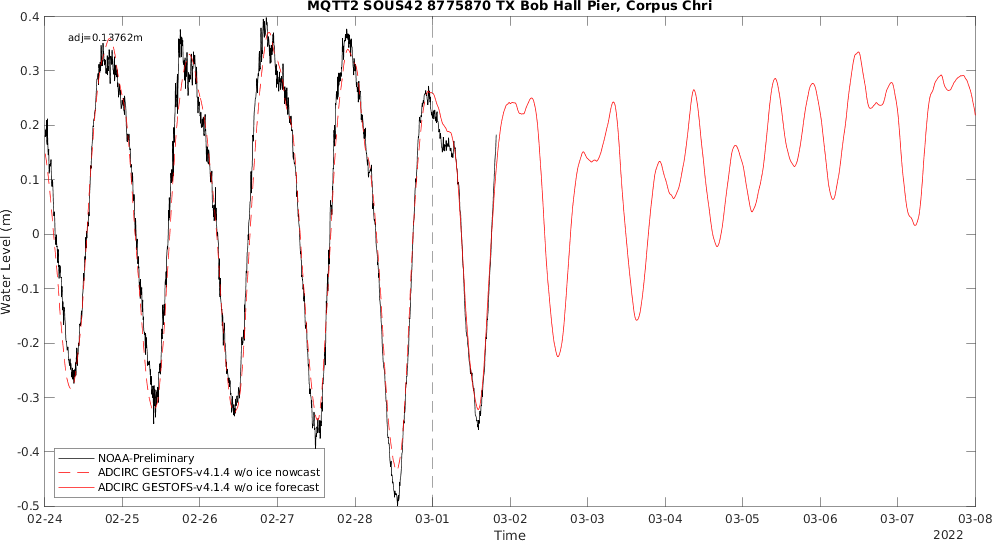 MQTT2 SOUS42 8775870 TX Bob Hall Pier, Corpus Chri
adj=0.13762m
0.4
0.3
0.2
0.1
0
-0.1
-0.2
-0.3
-0.4
-0.5
Water Level (m)
NOAA-Preliminary
ADCIRC GESTOFS-v4.1.4 w/o ice nowcast
ADCIRC GESTOFS-v4.1.4 w/o ice forecast
02-24 02-25 02-26 02-27 02-28 03-01 03-02 03-03 03-04 03-05 03-06 03-07 03-08
Time
2022